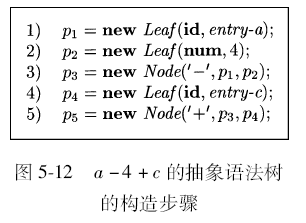 1) p₁ = new Leaf(id, entry-a);
2) p₂ = new Leaf(num, 4);
3) p₃ = new Node('−', p₁, p₂);
4) p₄ = new Leaf(id, entry-c);
5) p₅ = new Node('+', p₃, p₄);
图 5-12 a − 4 + c 的抽象语法树
的构造步骤